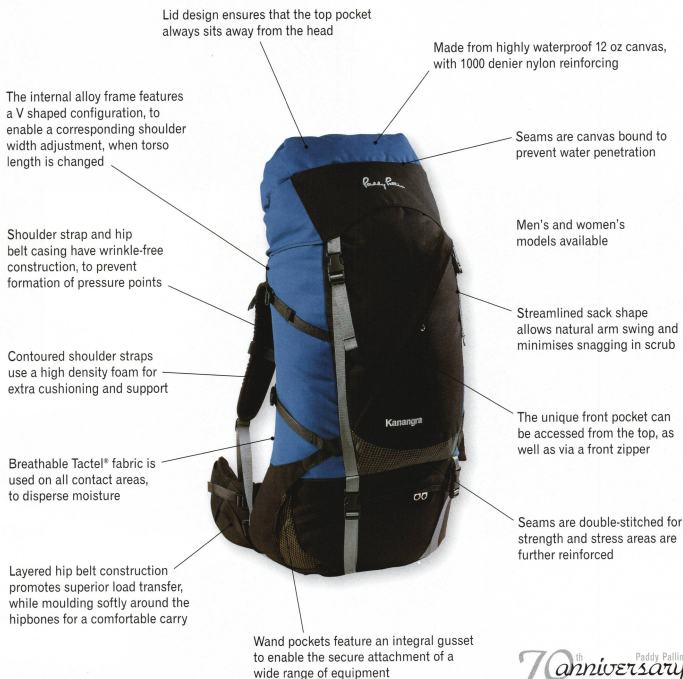 Lid design ensures that the top pocket
always sits away from the head
Made from highly waterproof 12 oz canvas,
with 1000 denier nylon reinforcing
The internal alloy frame features
a V shaped configuration, to
enable a corresponding shoulder
width adjustment, when torso
length is changed
Seams are canvas bound to
prevent water penetration
Paddy Pallin
Men's and women's
models available
Shoulder strap and hip
belt casing have wrinkle-free
construction, to prevent
formation of pressure points
Streamlined sack shape
allows natural arm swing and
minimises snagging in scrub
Contoured shoulder straps
use a high density foam for
extra cushioning and support
Kanangra
The unique front pocket can
be accessed from the top, as
well as via a front zipper
Breathable Tactel® fabric is
used on all contact areas,
to disperse moisture
Seams are double-stitched for
strength and stress areas are
further reinforced
Layered hip belt construction
promotes superior load transfer,
while moulding softly around the
hipbones for a comfortable carry
Wand pockets feature an integral gusset
to enable the secure attachment of a
wide range of equipment
70th Paddy Pallin
anniversary